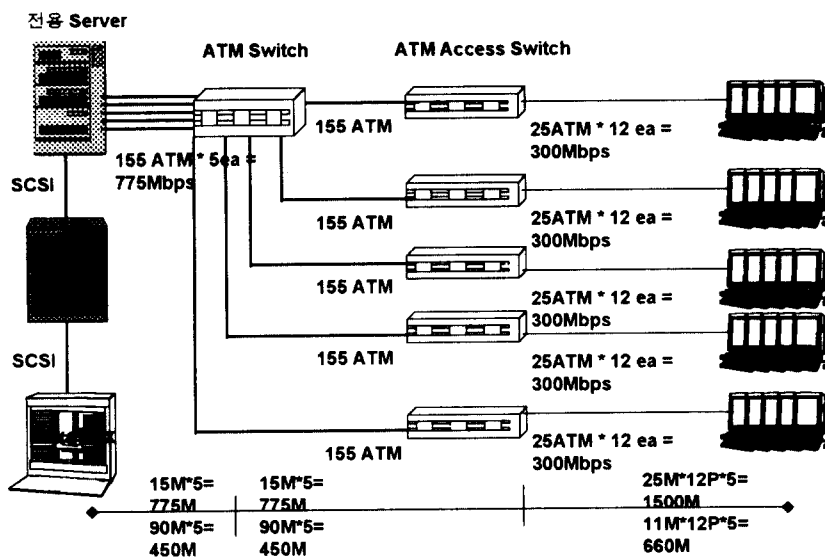 전용 Server
ATM Switch
ATM Access Switch
155 ATM
25ATM * 12 ea =
300Mbps
155 ATM * 5ea =
775Mbps
SCSI
155 ATM
25ATM * 12 ea =
300Mbps
155 ATM
25ATM * 12 ea =
300Mbps
155 ATM
25ATM * 12 ea =
300Mbps
SCSI
155 ATM
25ATM * 12 ea =
300Mbps
15M*5=
775M
90M*5=
450M
15M*5=
775M
90M*5=
450M
25M*12P*5=
1500M
11M*12P*5=
660M